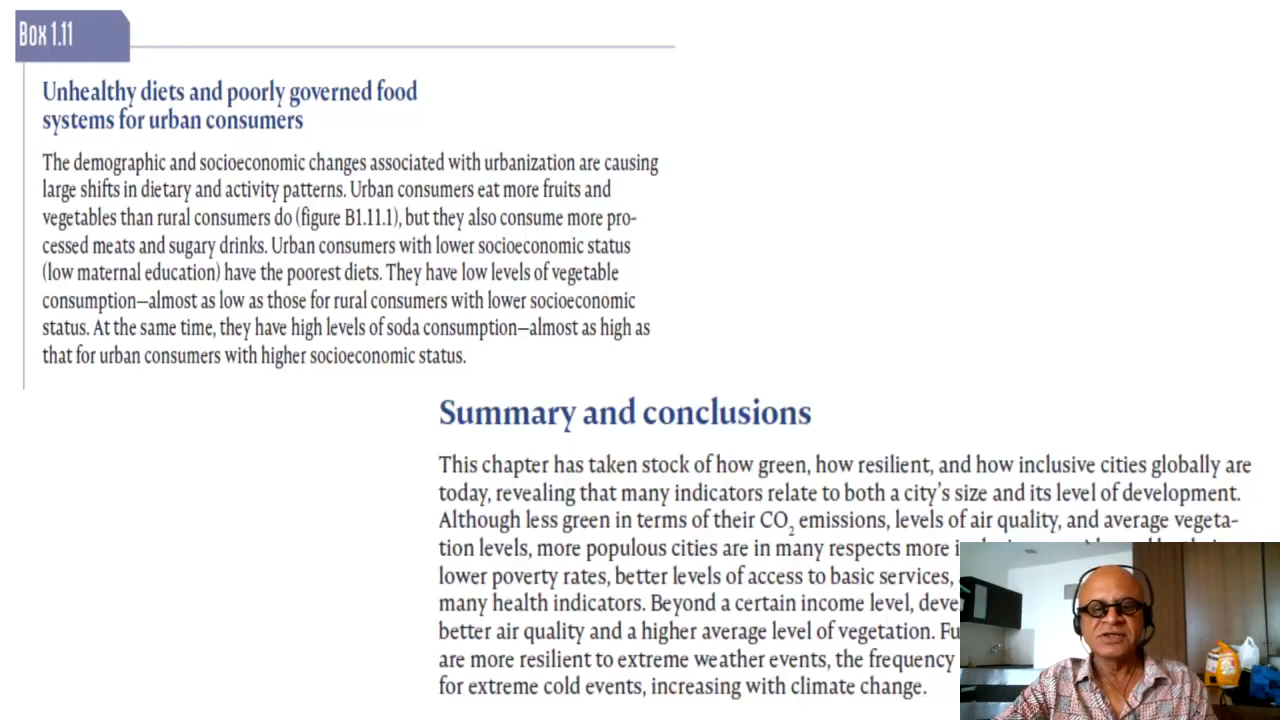 Box 1.11
Unhealthy diets and poorly governed food
systems for urban consumers
The demographic and socioeconomic changes associated with urbanization are causing
large shifts in dietary and activity patterns. Urban consumers eat more fruits and
vegetables than rural consumers do (figure B1.11.1), but they also consume more pro-
cessed meats and sugary drinks. Urban consumers with lower socioeconomic status
(low maternal education) have the poorest diets. They have low levels of vegetable
consumption—almost as low as those for rural consumers with lower socioeconomic
status. At the same time, they have high levels of soda consumption—almost as high as
that for urban consumers with higher socioeconomic status.
Summary and conclusions
This chapter has taken stock of how green, how resilient, and how inclusive cities globally are
today, revealing that many indicators relate to both a city's size and its level of development.
Although less green in terms of their CO₂ emissions, levels of air quality, and average vegeta-
tion levels, more populous cities are in many respects more
lower poverty rates, better levels of access to basic services,
many health indicators. Beyond a certain income level,
better air quality and a higher average level of vegetation.
are more resilient to extreme weather events, the frequency
for extreme cold events, increasing with climate change.